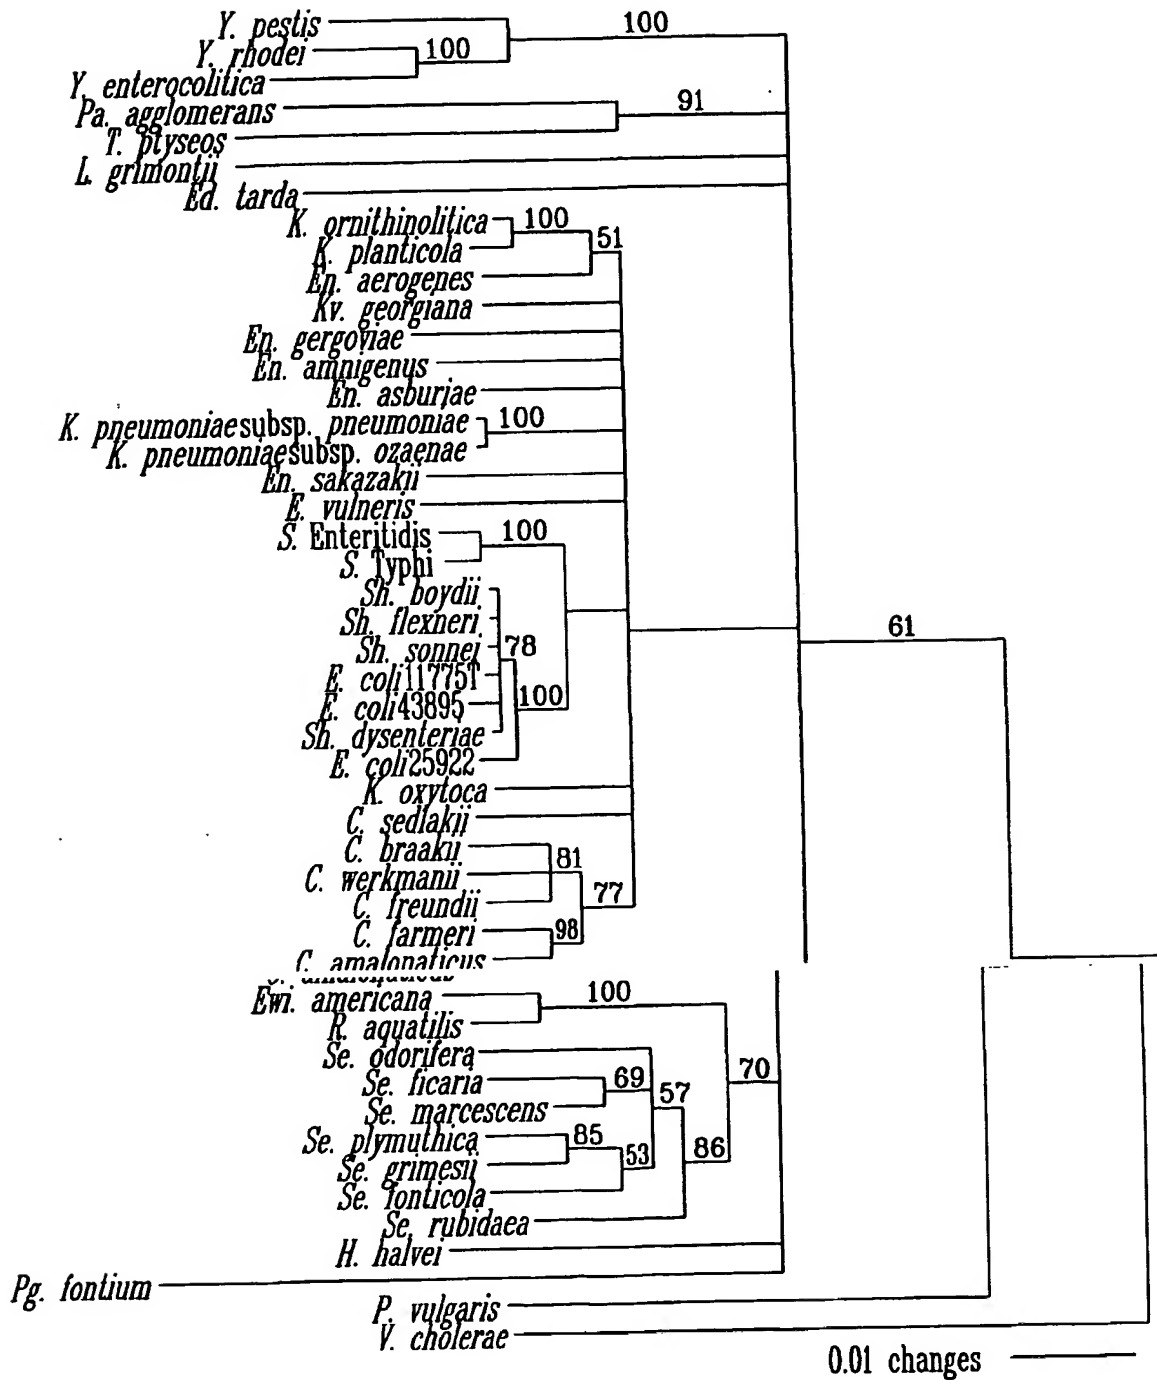 Y. pestis
100
Y. rhodei
100
Y. enterocolitica
Pa. agglomerans
91
T. ptyseos
L. grimontii
Ed. tarda
K. ornithinolitica
100
K. planticola
51
En. aerogenes
Kv. georgiana
En. gergoviae
En. amnigenus
En. asburiae
K. pneumoniae subsp. pneumoniae
100
K. pneumoniae subsp. ozaenae
En. sakazakii
E. vulneris
S. Enteritidis
100
S. Typhi
Sh. boydii
Sh. flexneri
61
Sh. sonnei
78
E. coli 11775T
100
E. coli 43895
Sh. dysenteriae
E. coli 25922
K. oxytoca
C. sedlakii
C. braakii
81
C. werkmanii
77
C. freundii
C. farmeri
98
C. amalonaticus
Ewi. americana
100
R. aquatilis
Se. odorifera
70
Se. ficaria
69
57
Se. marcescens
Se. plymuthica
85
53
86
Se. grimesii
Se. fonticola
Se. rubidaea
H. halvei
Pg. fontium
P. vulgaris
V. cholerae
0.01 changes